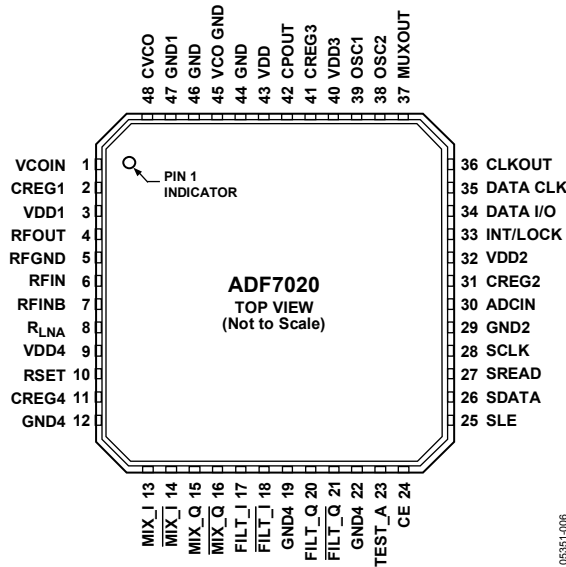 48 CVCO
47 GND1
46 GND
45 VCO GND
44 GND
43 VDD
42 CPOUT
41 CREG3
40 VDD3
39 OSC1
38 OSC2
37 MUXOUT
VCOIN 1
CREG1 2
VDD1 3
RFOUT 4
RFGND 5
RFIN 6
RFINB 7
RLNA 8
VDD4 9
RSET 10
CREG4 11
GND4 12
PIN 1
INDICATOR
ADF7020
TOP VIEW
(Not to Scale)
36 CLKOUT
35 DATA CLK
34 DATA I/O
33 INT/LOCK
32 VDD2
31 CREG2
30 ADCIN
29 GND2
28 SCLK
27 SREAD
26 SDATA
25 SLE
MIX_I 13
MIX_I 14
MIX_Q 15
MIX_Q 16
FILT_I 17
FILT_I 18
GND4 19
FILT_Q 20
FILT_Q 21
GND4 22
TEST_A 23
CE 24
05351-006